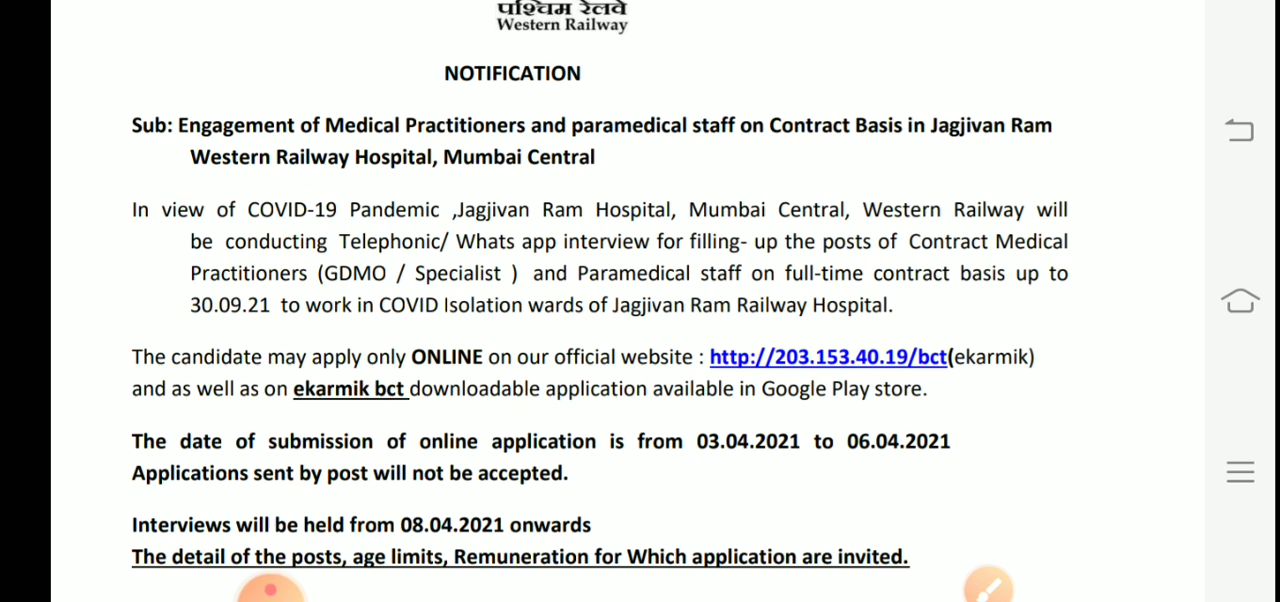 पश्चिम रेलवे
Western Railway
NOTIFICATION
Sub: Engagement of Medical Practitioners and paramedical staff on Contract Basis in Jagjivan Ram
Western Railway Hospital, Mumbai Central
In view of COVID-19 Pandemic ,Jagjivan Ram Hospital, Mumbai Central, Western Railway will
be conducting Telephonic/ Whats app interview for filling- up the posts of Contract Medical
Practitioners (GDMO / Specialist ) and Paramedical staff on full-time contract basis up to
30.09.21 to work in COVID Isolation wards of Jagjivan Ram Railway Hospital.
The candidate may apply only ONLINE on our official website : http://203.153.40.19/bct(ekarmik)
and as well as on ekarmik bct downloadable application available in Google Play store.
The date of submission of online application is from 03.04.2021 to 06.04.2021
Applications sent by post will not be accepted.
Interviews will be held from 08.04.2021 onwards
The detail of the posts, age limits, Remuneration for Which application are invited.